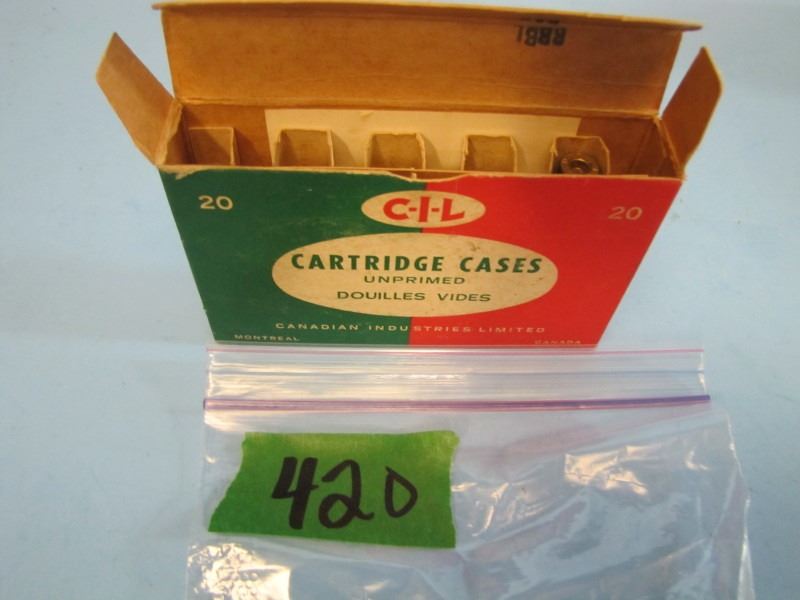 20
C-I-L
20
CARTRIDGE CASES
UNPRIMED
DOUILLES VIDES
CANADIAN INDUSTRIES LIMITED
MONTREAL
CANADA
420